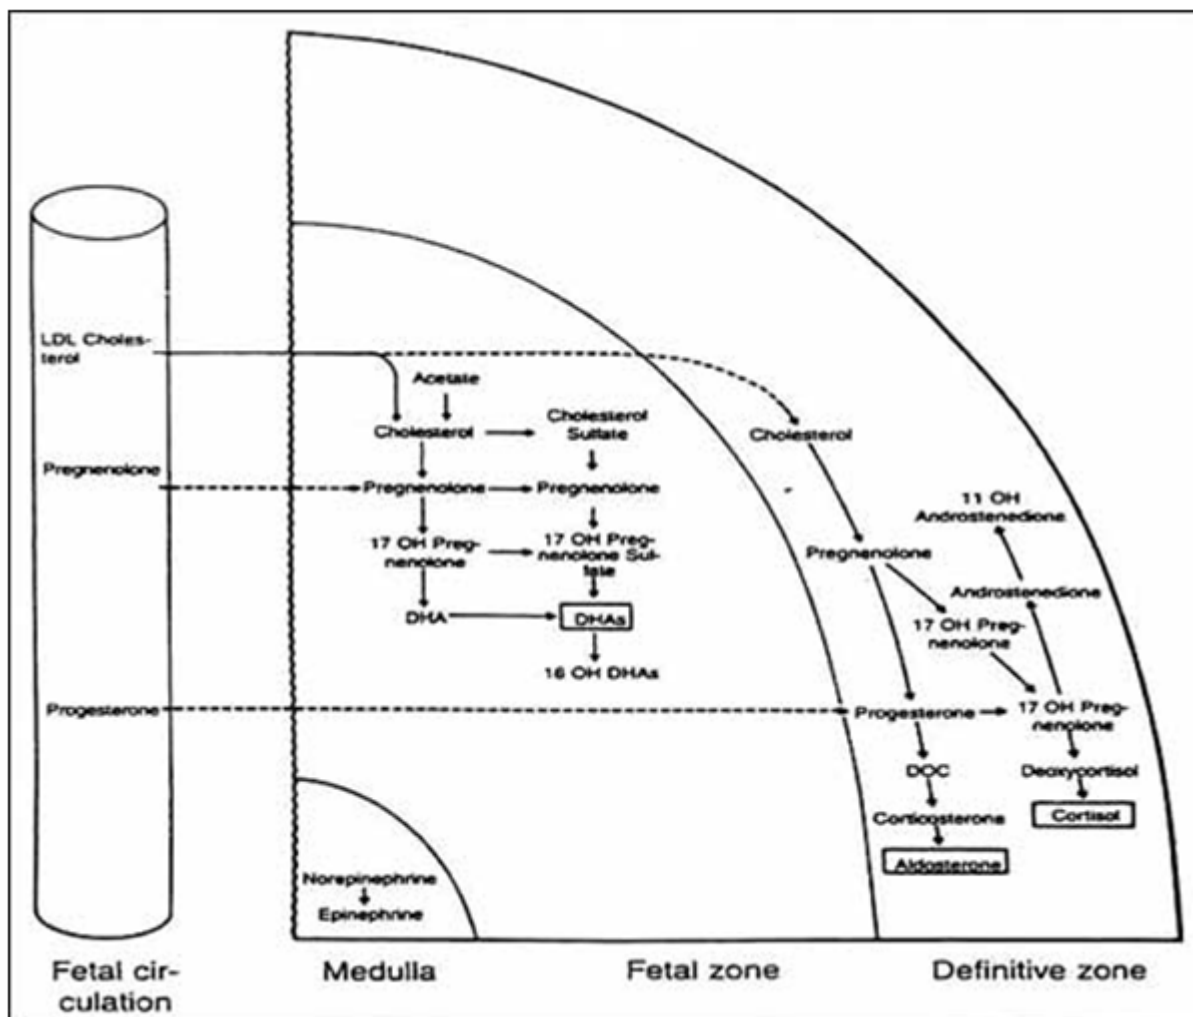 LDL Choles-
terol
Pregnenolone
Progesterone
Fetal cir-
culation
Acetate
Cholesterol
Cholesterol
Sulfate
Pregnenolone
Pregnenolone
17 OH Preg-
nenolone
17 OH Preg-
nenolone Sul-
fate
DHA
DHAs
16 OH DHAs
Norepinephrine
Epinephrine
Medulla
Fetal zone
Cholesterol
11 OH
Androstenedione
Pregnenolone
Androstenedione
17 OH Preg-
nenolone
Progesterone
17 OH Preg-
nenolone
DOC
Deoxycortisol
Corticosterone
Cortisol
Aldosterone
Definitive zone